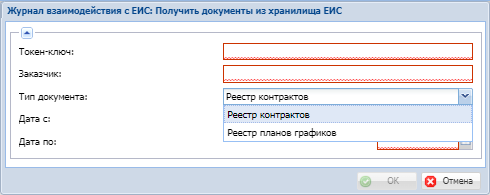 Журнал взаимодействия с ЕИС: Получить документы из хранилища ЕИС
Токен-ключ:
Заказчик:
Тип документа: Реестр контрактов
Реестр контрактов
Дата с:
Реестр планов графиков
Дата по:
ОК Отмена